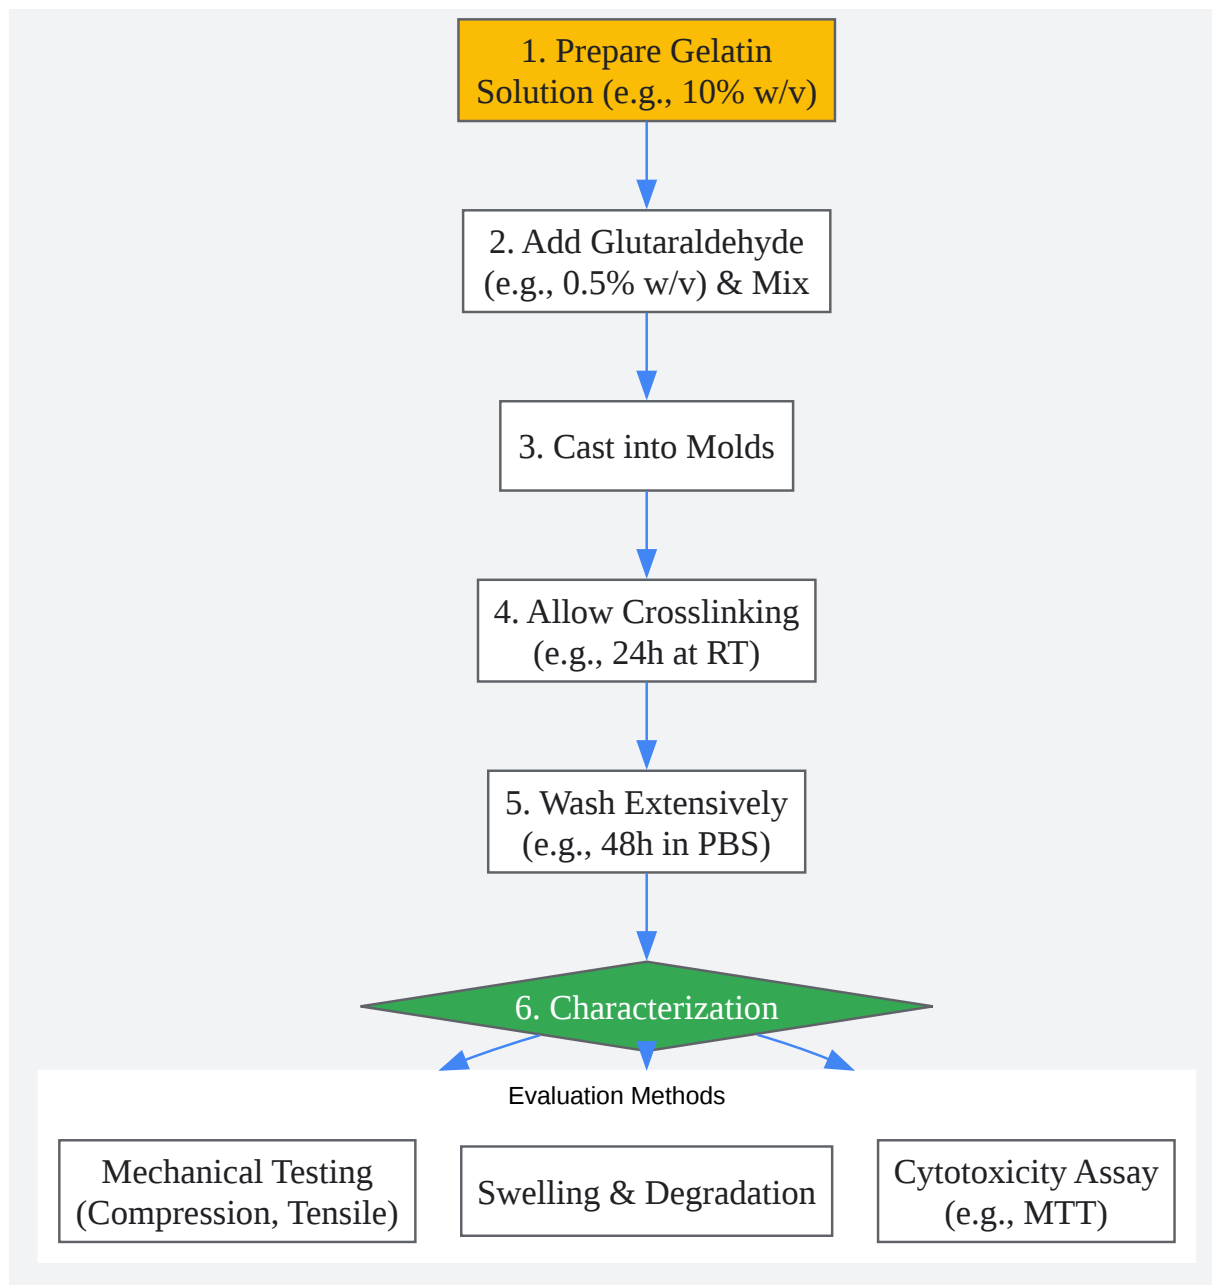 1. Prepare Gelatin
Solution (e.g., 10% w/v)
2. Add Glutaraldehyde
(e.g., 0.5% w/v) & Mix
3. Cast into Molds
4. Allow Crosslinking
(e.g., 24h at RT)
5. Wash Extensively
(e.g., 48h in PBS)
6. Characterization
Evaluation Methods
Mechanical Testing
(Compression, Tensile)
Swelling & Degradation
Cytotoxicity Assay
(e.g., MTT)